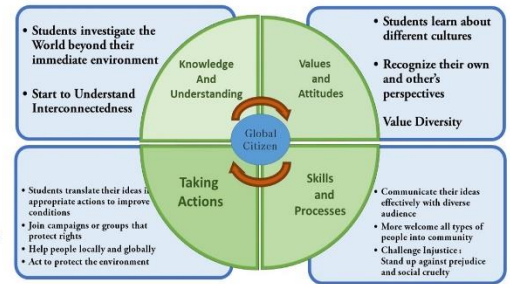 • Students investigate the
World beyond their
immediate environment
• Start to Understand
Interconnectedness
Knowledge
And
Understanding
Values
and
Attitudes
• Students learn about
different cultures
• Recognize their own
and other's
perspectives
Value Diversity
Global
Citizen
• Students translate their ideas i
appropriate actions to improve
conditions
• Join campaigns or groups that
protect rights
• Help people locally and globally
• Act to protect the environment
Taking
Actions
Skills
and
Processes
• Communicate their ideas
effectively with diverse
audience
• More welcome all types of
people into community
• Challenge Injustice :
Stand up against prejudice
and social cruelty